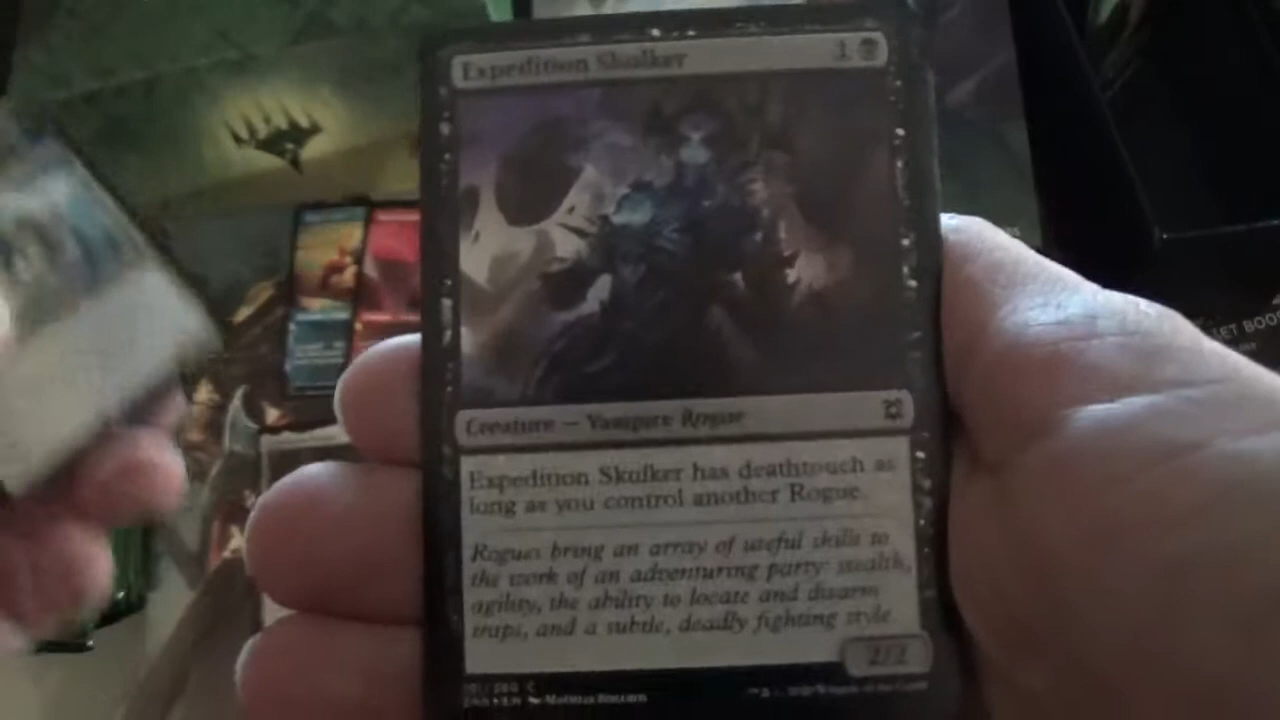 Expedition Skulker 1
Creature — Vampire Rogue
Expedition Skulker has deathtouch as
long as you control another Rogue.
Rogues bring an array of useful skills to
the work of an adventuring party: stealth,
agility, the ability to locate and disarm
traps, and a subtle, deadly fighting style.
2/2
SET BOOS